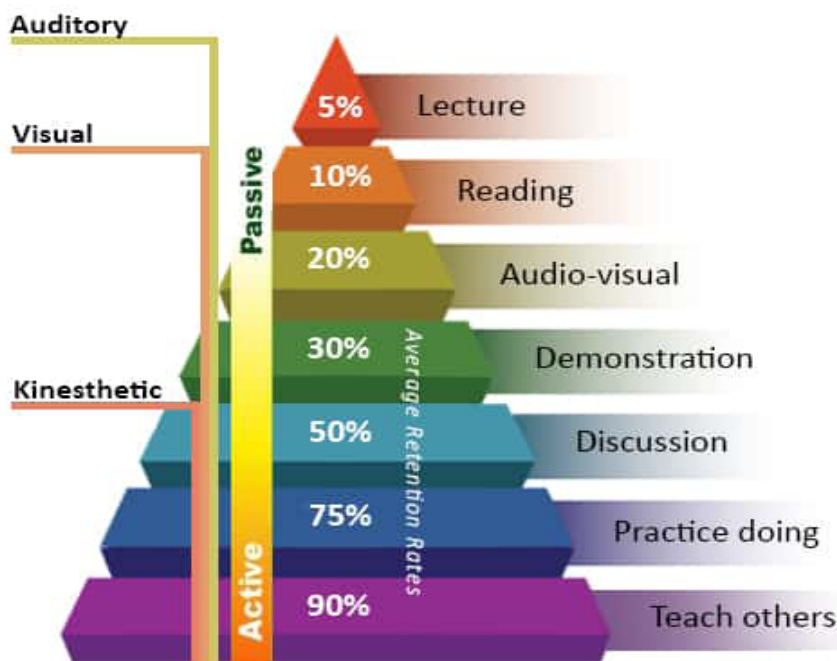 Auditory
Visual
Kinesthetic
Passive
Active
5%
Lecture
10%
Reading
20%
Audio-visual
30%
Demonstration
50%
Discussion
75%
Practice doing
90%
Teach others
Average Retention Rates